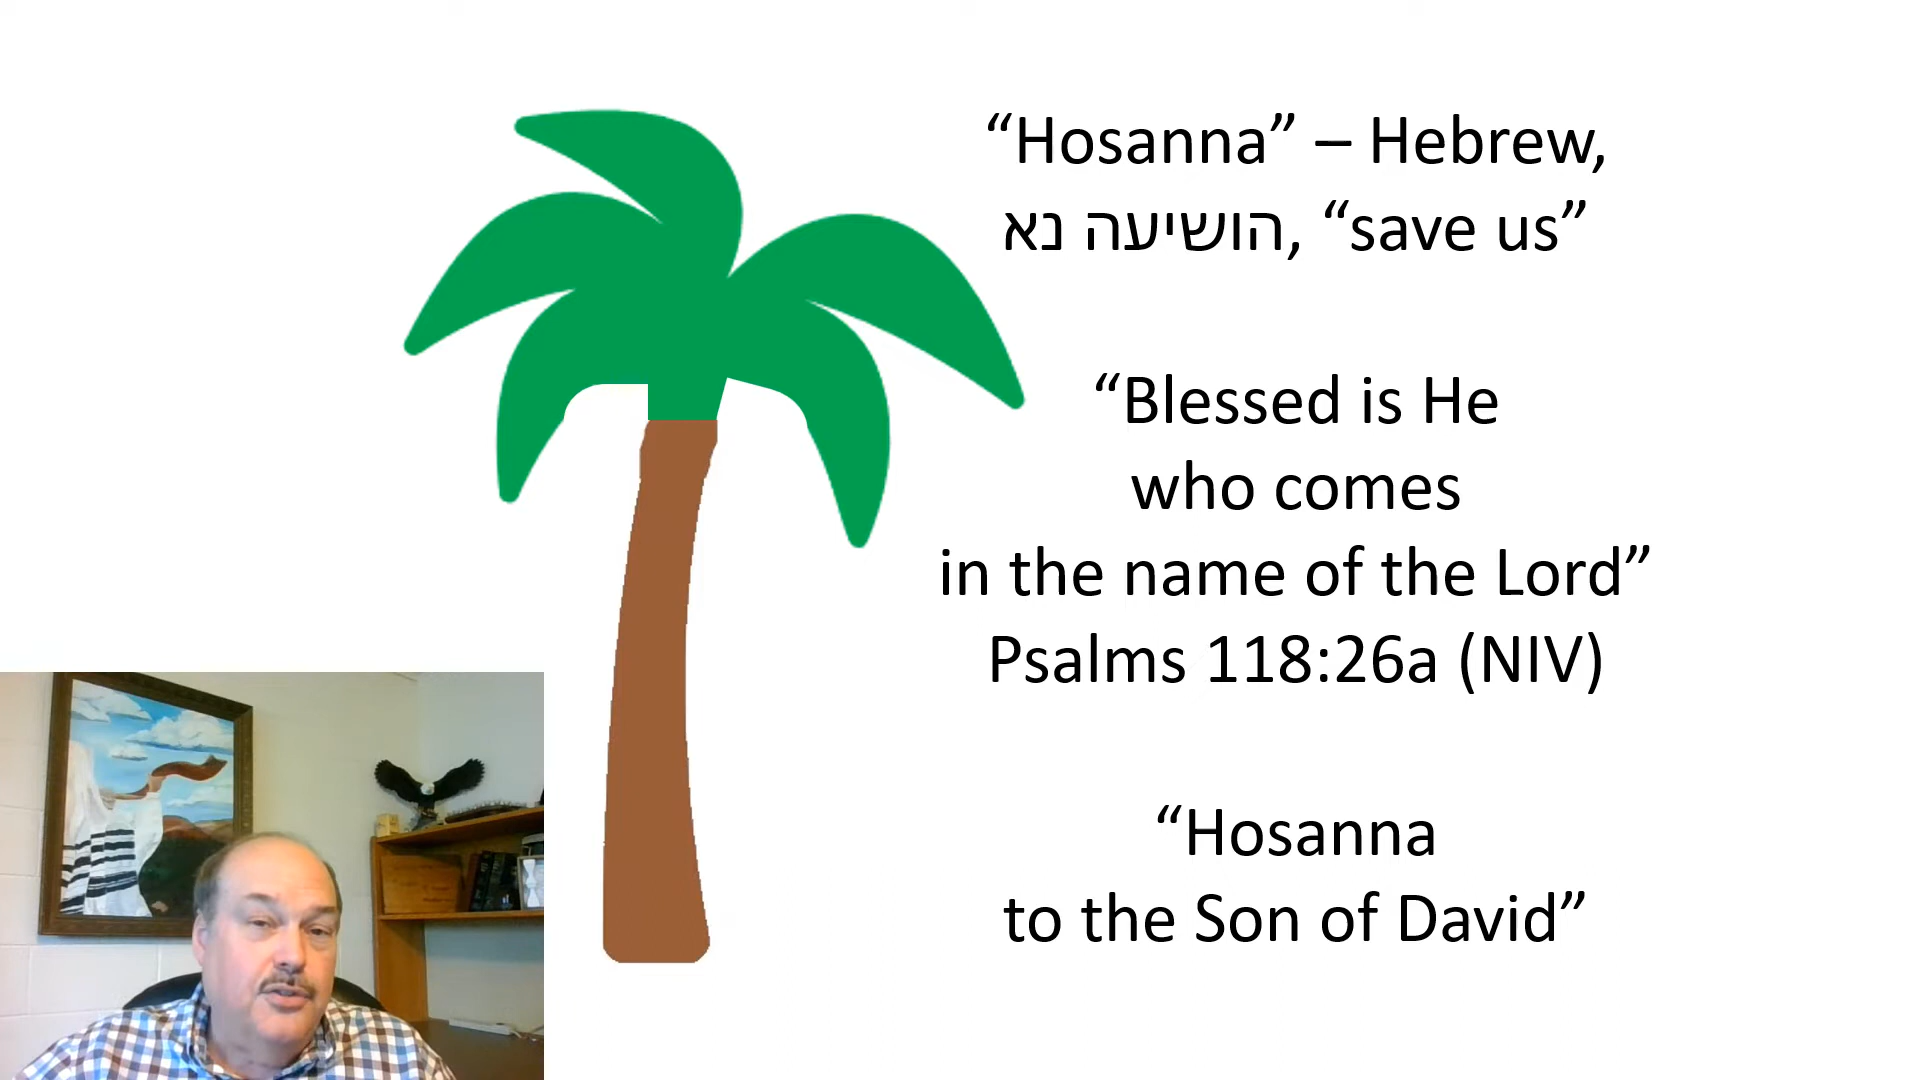 “Hosanna” – Hebrew,
הושיעה נא, “save us”
“Blessed is He
who comes
in the name of the Lord”
Psalms 118:26a (NIV)
“Hosanna
to the Son of David”